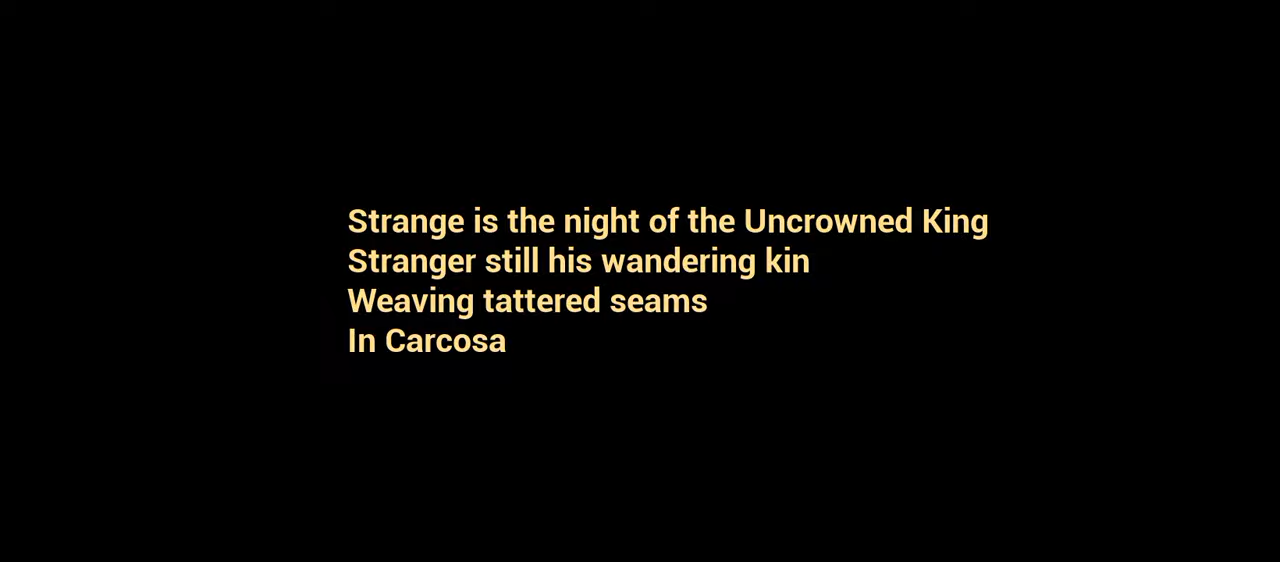 Strange is the night of the Uncrowned King
Stranger still his wandering kin
Weaving tattered seams
In Carcosa